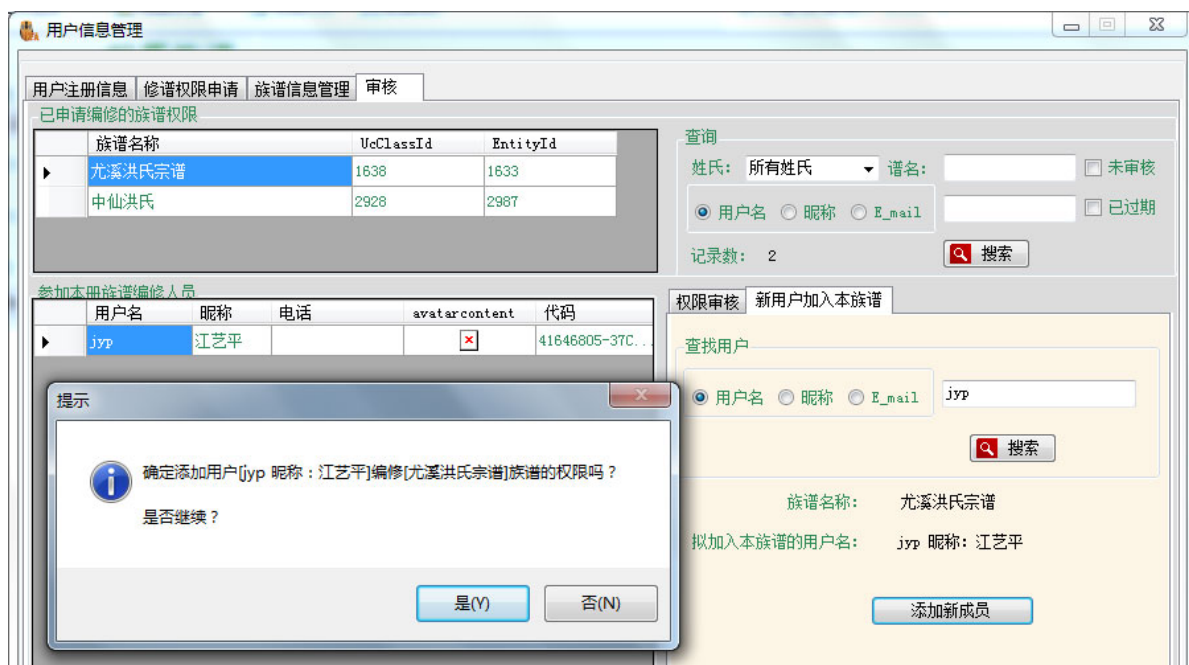 用户信息管理
用户注册信息 修谱权限申请 族谱信息管理 审核
已申请编修的族谱权限
族谱名称 UcClassId EntityId
尤溪洪氏宗谱 1638 1633
中仙洪氏 2928 2987
查询
姓氏: 所有姓氏 谱名: 未审核
用户名 昵称 E_mail 已过期
记录数: 2 搜索
参加本册族谱编修人员
用户名 昵称 电话 avatarcontent 代码
jyp 江艺平 41646805-37C...
权限审核 新用户加入本族谱
查找用户
用户名 昵称 E_mail jyp
搜索
族谱名称: 尤溪洪氏宗谱
拟加入本族谱的用户名: jyp 昵称: 江艺平
添加新成员
提示
确定添加用户[jyp 昵称：江艺平]编修[尤溪洪氏宗谱]族谱的权限吗？
是否继续？
是(Y) 否(N)